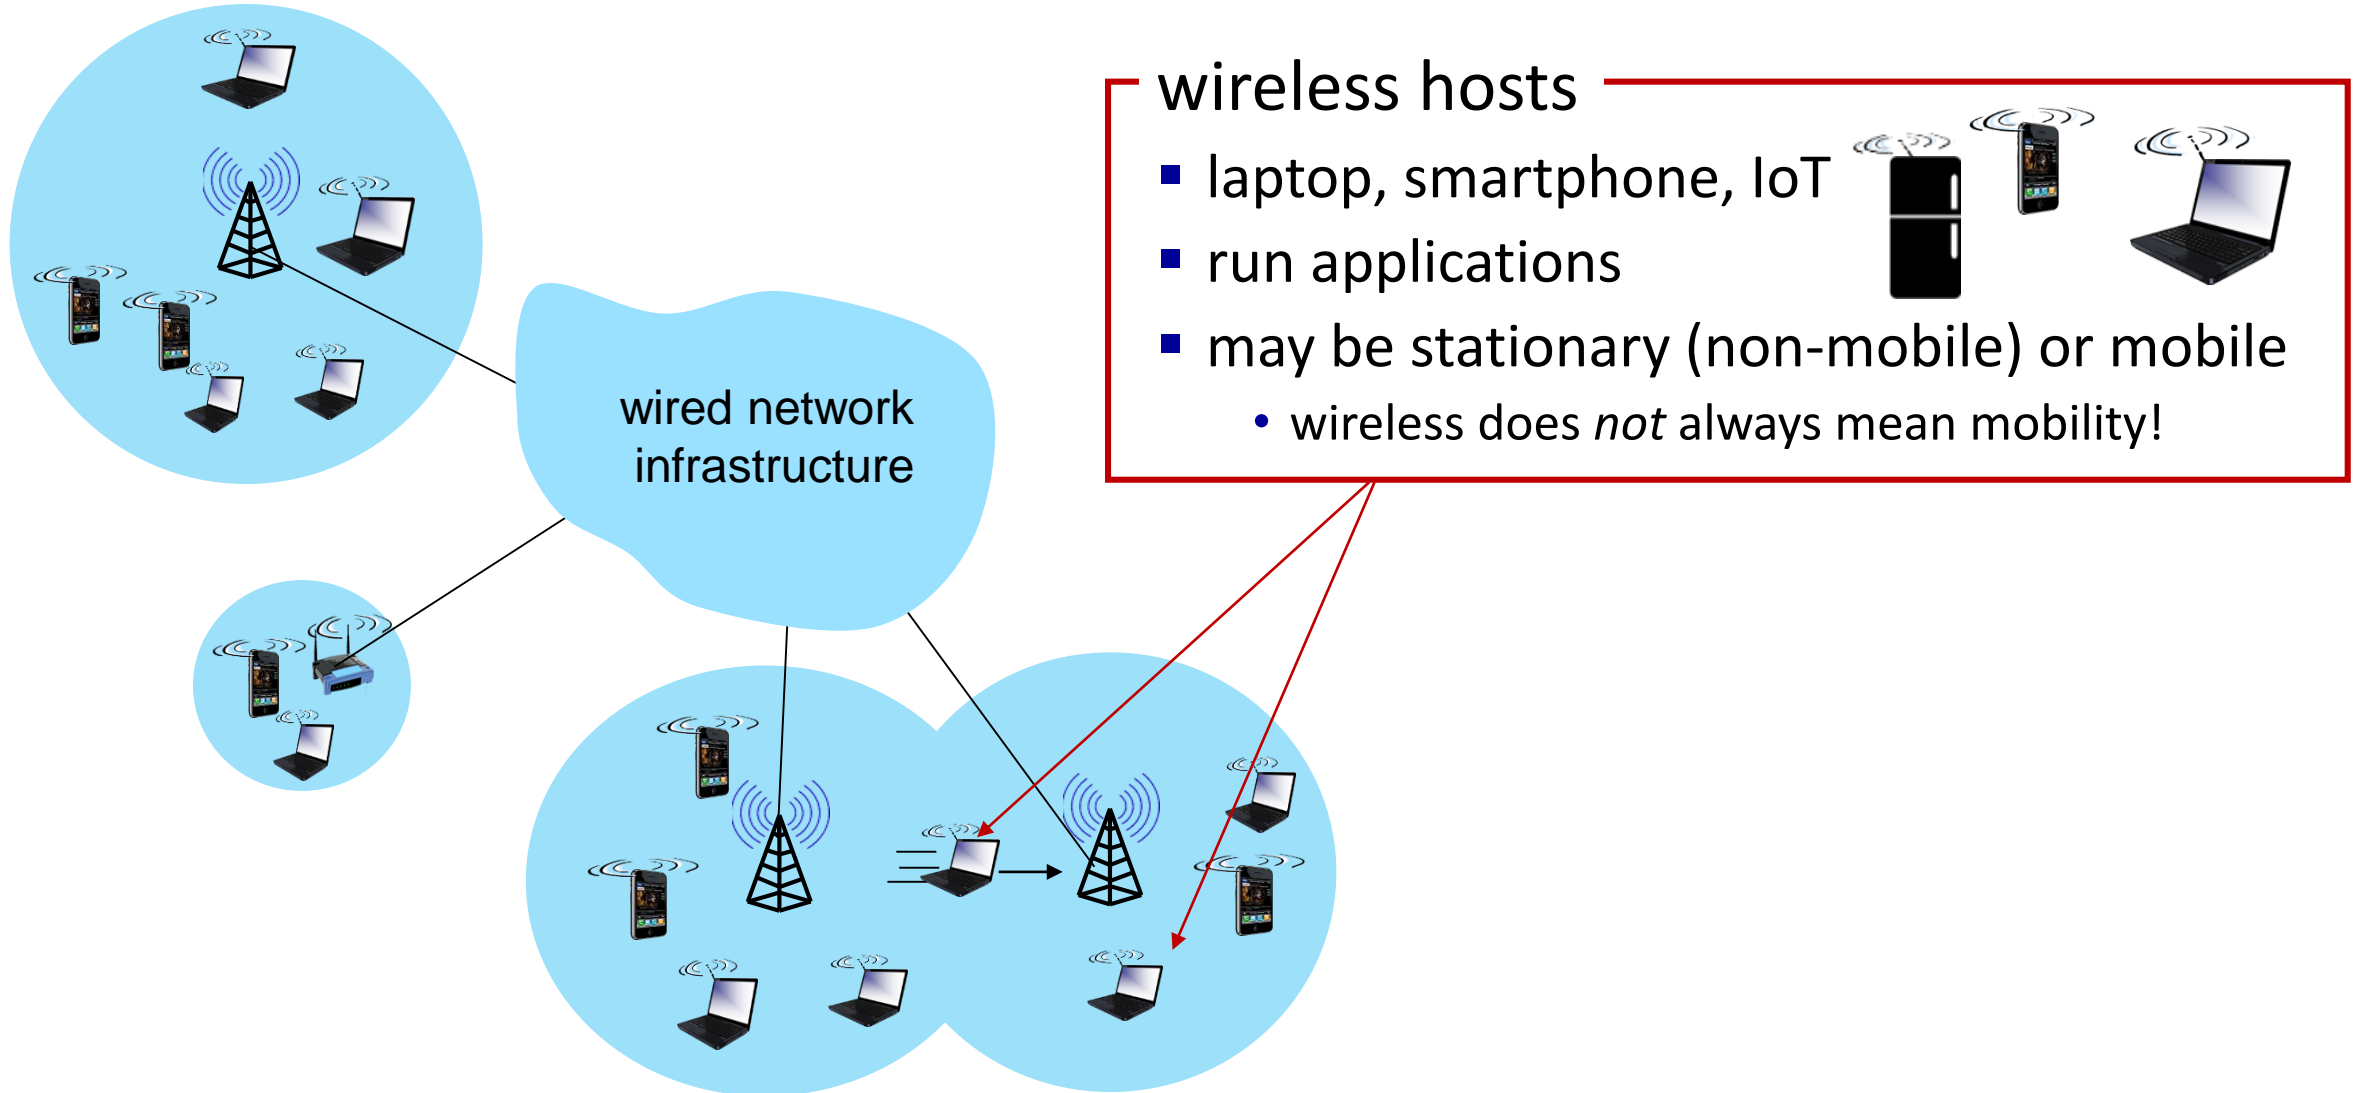 wireless hosts
laptop, smartphone, IoT
run applications
may be stationary (non-mobile) or mobile
wireless does not always mean mobility!
wired network
infrastructure